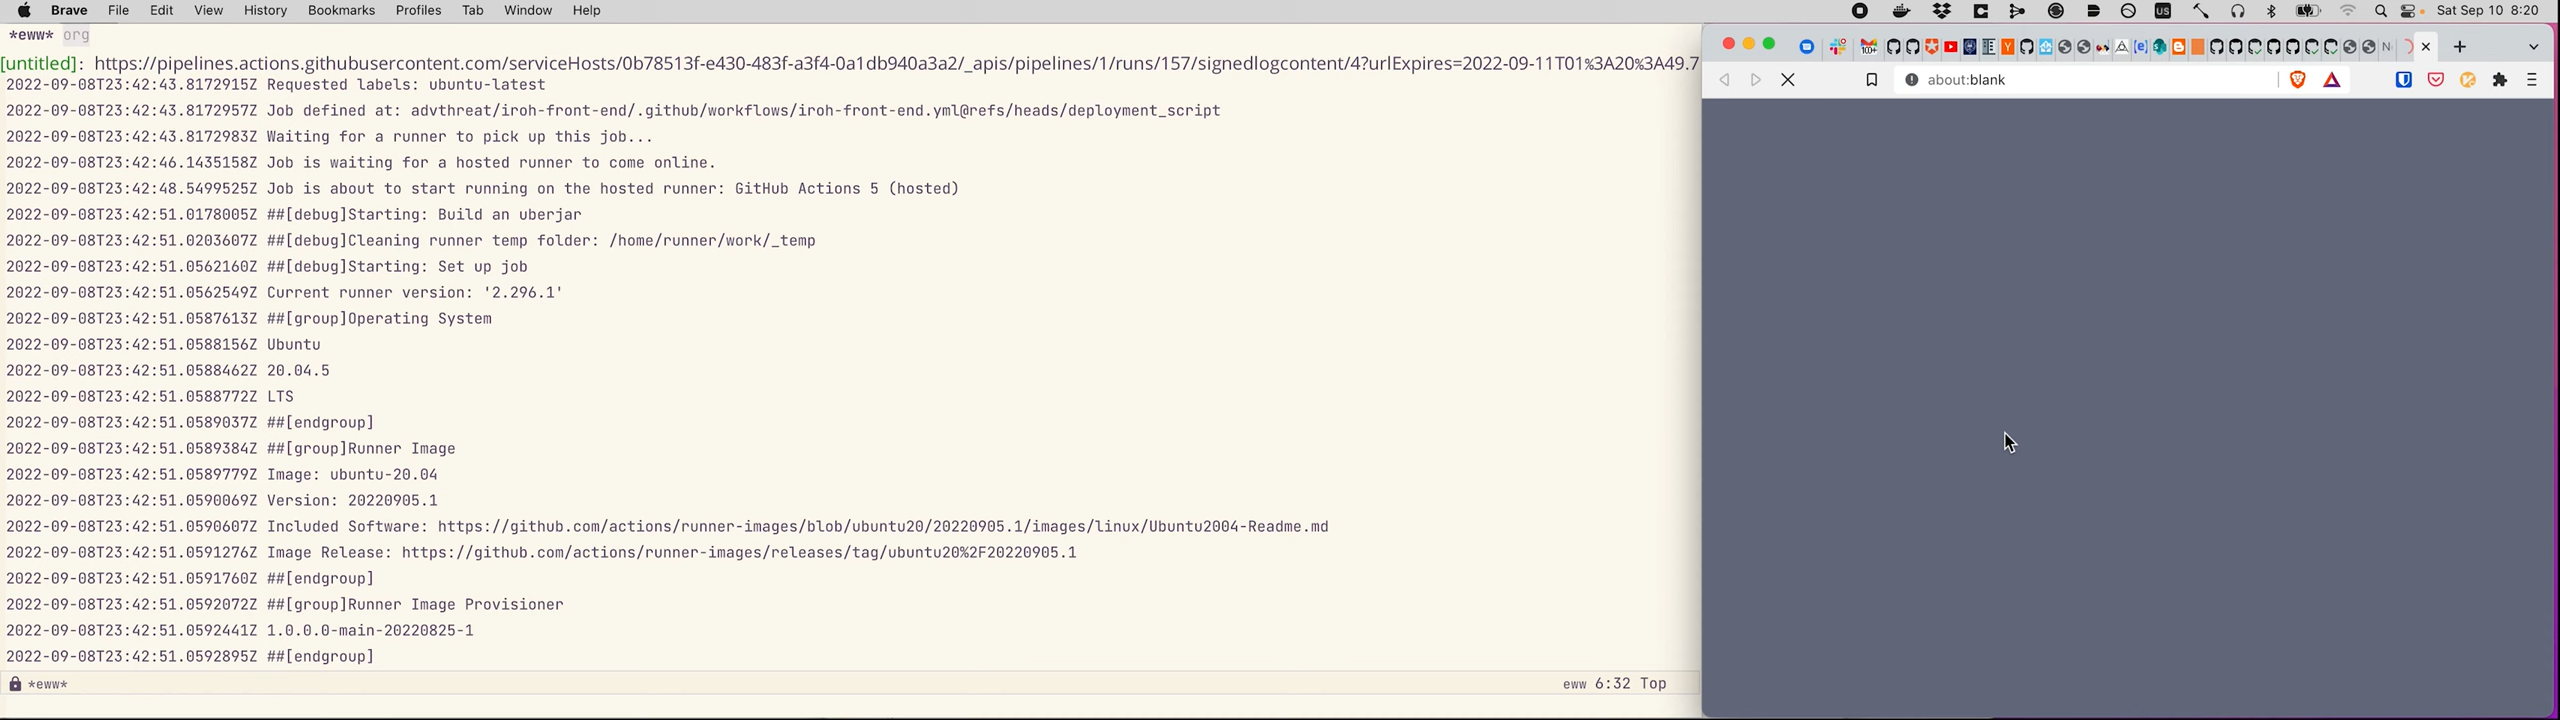 Brave File Edit View History Bookmarks Profiles Tab Window Help
US
Sat Sep 10 8:20
*eww* org
[untitled]: https://pipelines.actions.githubusercontent.com/serviceHosts/0b78513f-e430-483f-a3f4-0a1db940a3a2/_apis/pipelines/1/runs/157/signedlogcontent/4?urlExpires=2022-09-11T01%3A20%3A49.7
2022-09-08T23:42:43.8172915Z Requested labels: ubuntu-latest
2022-09-08T23:42:43.8172957Z Job defined at: advthreat/iroh-front-end/.github/workflows/iroh-front-end.yml@refs/heads/deployment_script
2022-09-08T23:42:43.8172983Z Waiting for a runner to pick up this job...
2022-09-08T23:42:46.1435158Z Job is waiting for a hosted runner to come online.
2022-09-08T23:42:48.5499525Z Job is about to start running on the hosted runner: GitHub Actions 5 (hosted)
2022-09-08T23:42:51.0178005Z ##[debug]Starting: Build an uberjar
2022-09-08T23:42:51.0203607Z ##[debug]Cleaning runner temp folder: /home/runner/work/_temp
2022-09-08T23:42:51.0562160Z ##[debug]Starting: Set up job
2022-09-08T23:42:51.0562549Z Current runner version: '2.296.1'
2022-09-08T23:42:51.0587613Z ##[group]Operating System
2022-09-08T23:42:51.0588156Z Ubuntu
2022-09-08T23:42:51.0588462Z 20.04.5
2022-09-08T23:42:51.0588772Z LTS
2022-09-08T23:42:51.0589037Z ##[endgroup]
2022-09-08T23:42:51.0589384Z ##[group]Runner Image
2022-09-08T23:42:51.0589779Z Image: ubuntu-20.04
2022-09-08T23:42:51.0590069Z Version: 20220905.1
2022-09-08T23:42:51.0590607Z Included Software: https://github.com/actions/runner-images/blob/ubuntu20/20220905.1/images/linux/Ubuntu2004-Readme.md
2022-09-08T23:42:51.0591276Z Image Release: https://github.com/actions/runner-images/releases/tag/ubuntu20%2F20220905.1
2022-09-08T23:42:51.0591760Z ##[endgroup]
2022-09-08T23:42:51.0592072Z ##[group]Runner Image Provisioner
2022-09-08T23:42:51.0592441Z 1.0.0.0-main-20220825-1
2022-09-08T23:42:51.0592895Z ##[endgroup]
*eww* eww 6:32 Top
about:blank